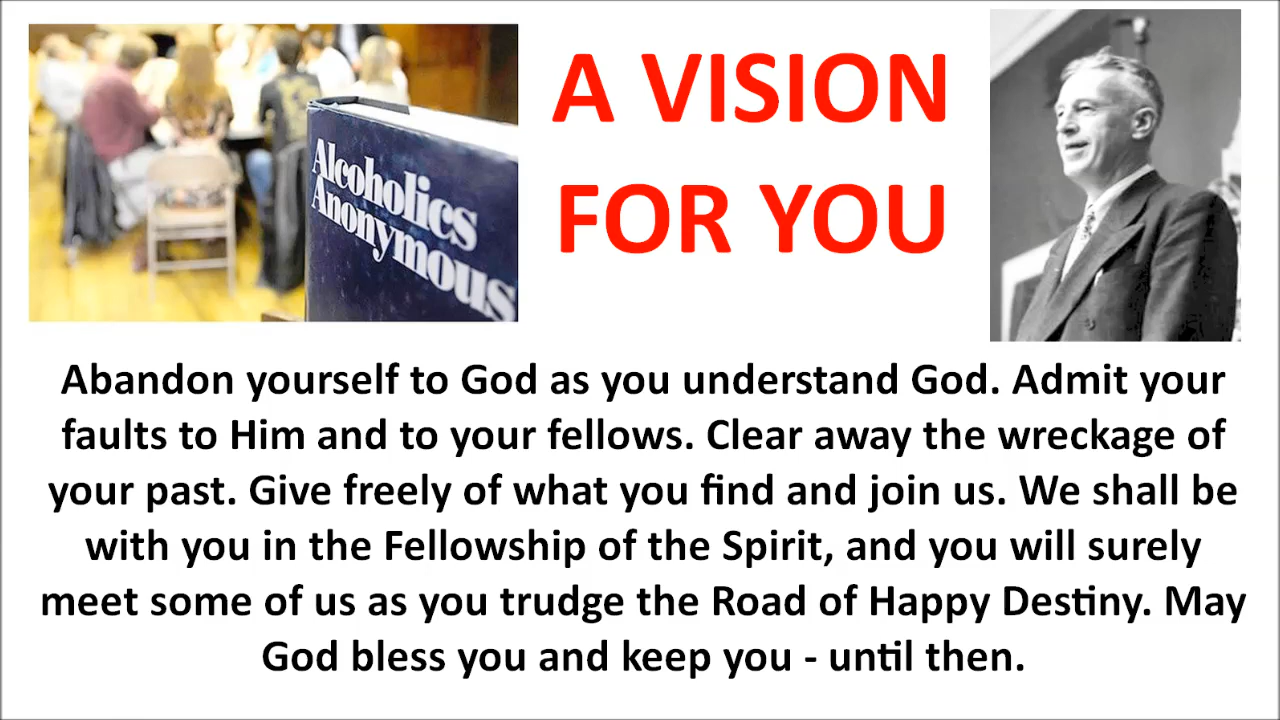 Alcoholics
Anonymous
A VISION
FOR YOU
Abandon yourself to God as you understand God. Admit your
faults to Him and to your fellows. Clear away the wreckage of
your past. Give freely of what you find and join us. We shall be
with you in the Fellowship of the Spirit, and you will surely
meet some of us as you trudge the Road of Happy Destiny. May
God bless you and keep you - until then.